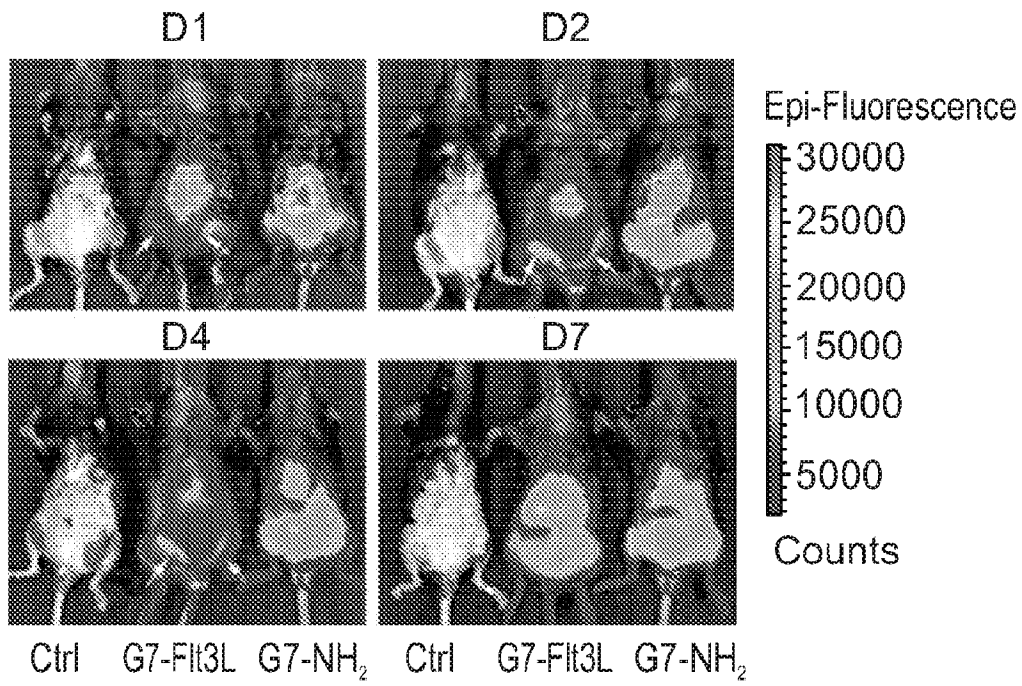 D1
D2
Epi-Fluorescence
30000
25000
20000
15000
10000
5000
Counts
D4
D7
Ctrl G7-Flt3L G7-NH₂ Ctrl G7-Flt3L G7-NH₂